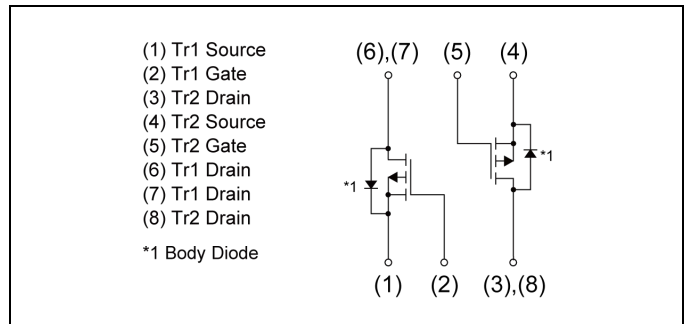 (1) Tr1 Source
(2) Tr1 Gate
(3) Tr2 Drain
(4) Tr2 Source
(5) Tr2 Gate
(6) Tr1 Drain
(7) Tr1 Drain
(8) Tr2 Drain
*1 Body Diode
(6),(7) (5) (4)
*1
*1
(1) (2) (3),(8)